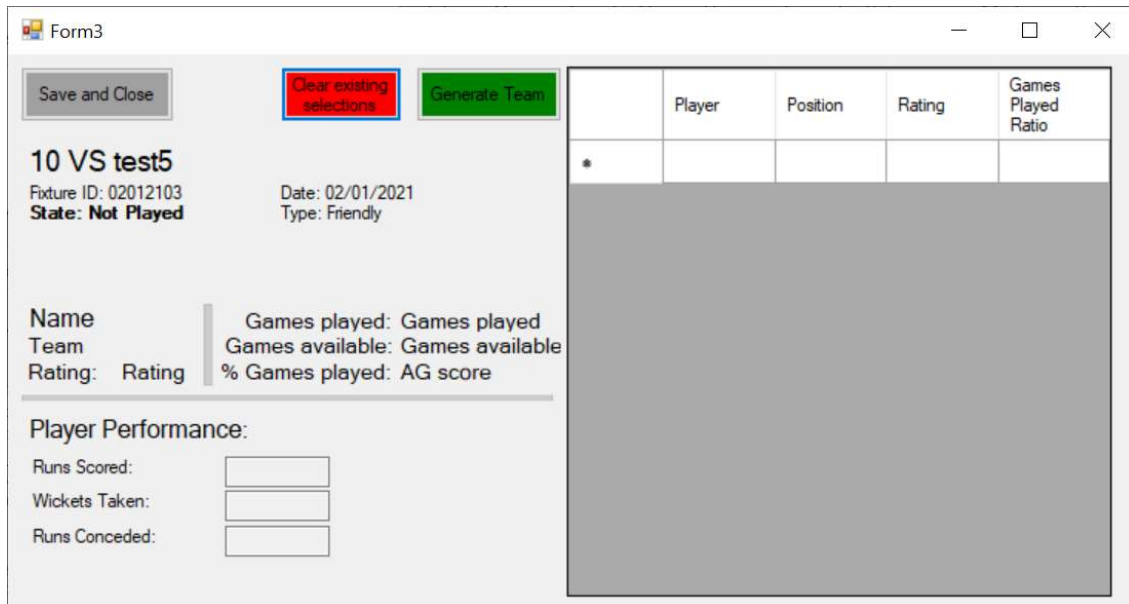 Form3
Save and Close
Clear existing
selections
Generate Team
10 VS test5
Fixture ID: 02012103
Date: 02/01/2021
State: Not Played
Type: Friendly
Name
Team
Rating: Rating
Games played: Games played
Games available: Games available
% Games played: AG score
Player Performance:
Runs Scored:
Wickets Taken:
Runs Conceded:
Player
Position
Rating
Games
Played
Ratio
*